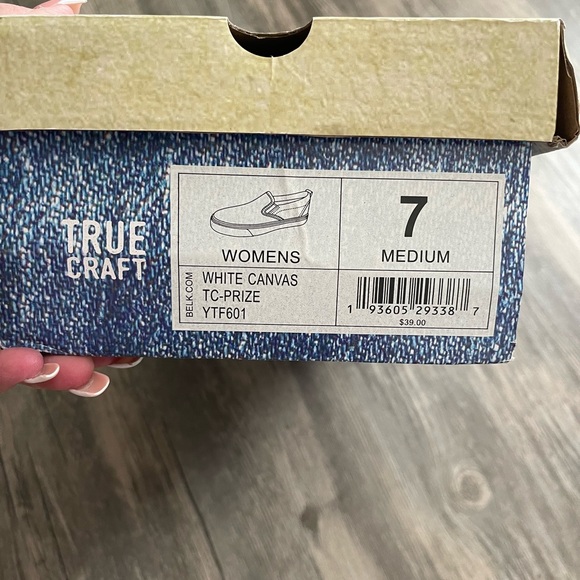 TRUE
CRAFT
WOMENS
7
MEDIUM
BELK.COM
WHITE CANVAS
TC-PRIZE
YTF601
1 93605 29338 7
$39.00